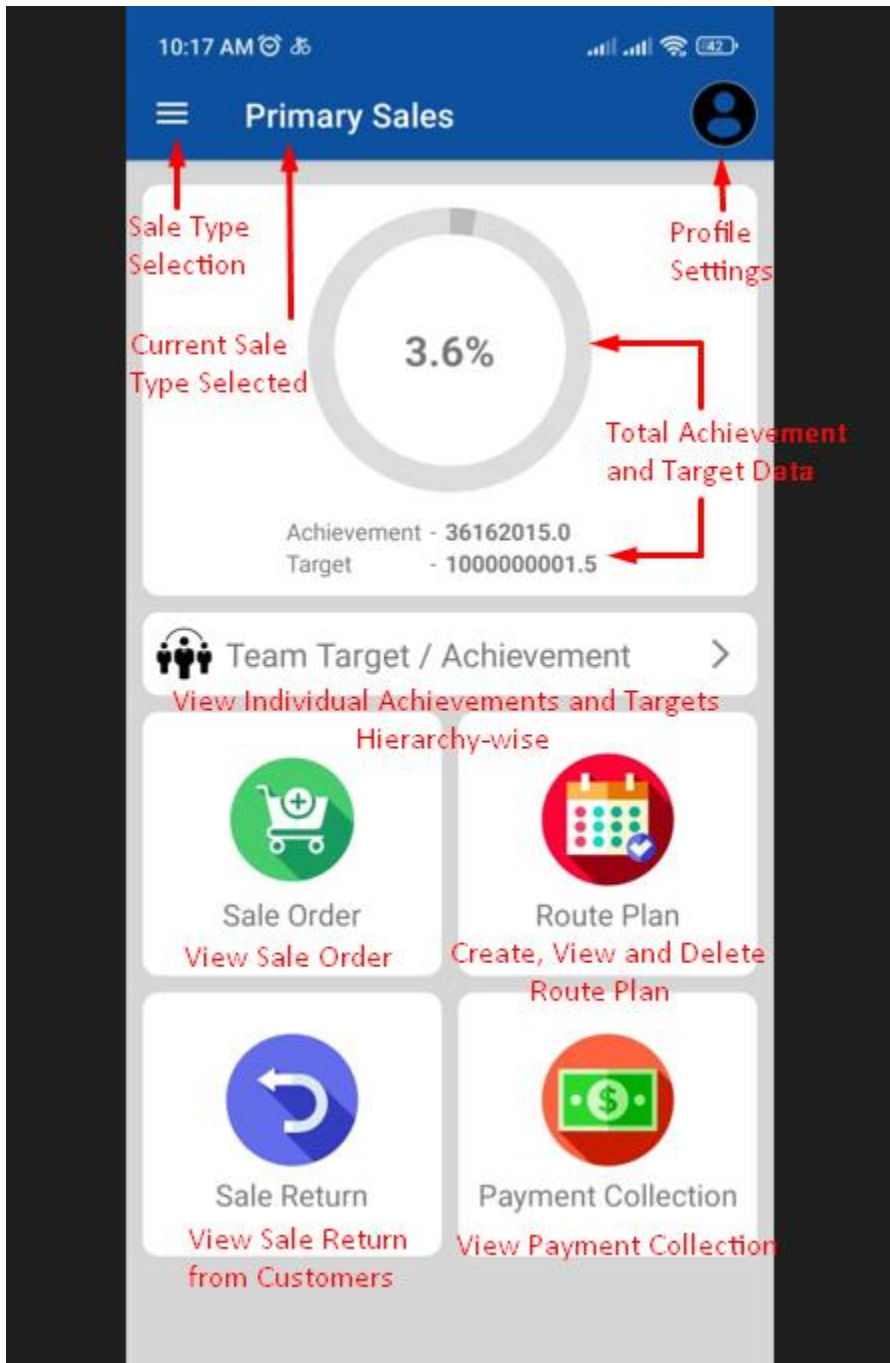 10:17 AM
42
Primary Sales
Sale Type
Selection
Profile
Settings
Current Sale
Type Selected
3.6%
Total Achievement
and Target Data
Achievement - 36162015.0
Target - 1000000001.5
Team Target / Achievement
View Individual Achievements and Targets
Hierarchy-wise
Sale Order
View Sale Order
Route Plan
Create, View and Delete
Route Plan
Sale Return
View Sale Return
from Customers
Payment Collection
View Payment Collection